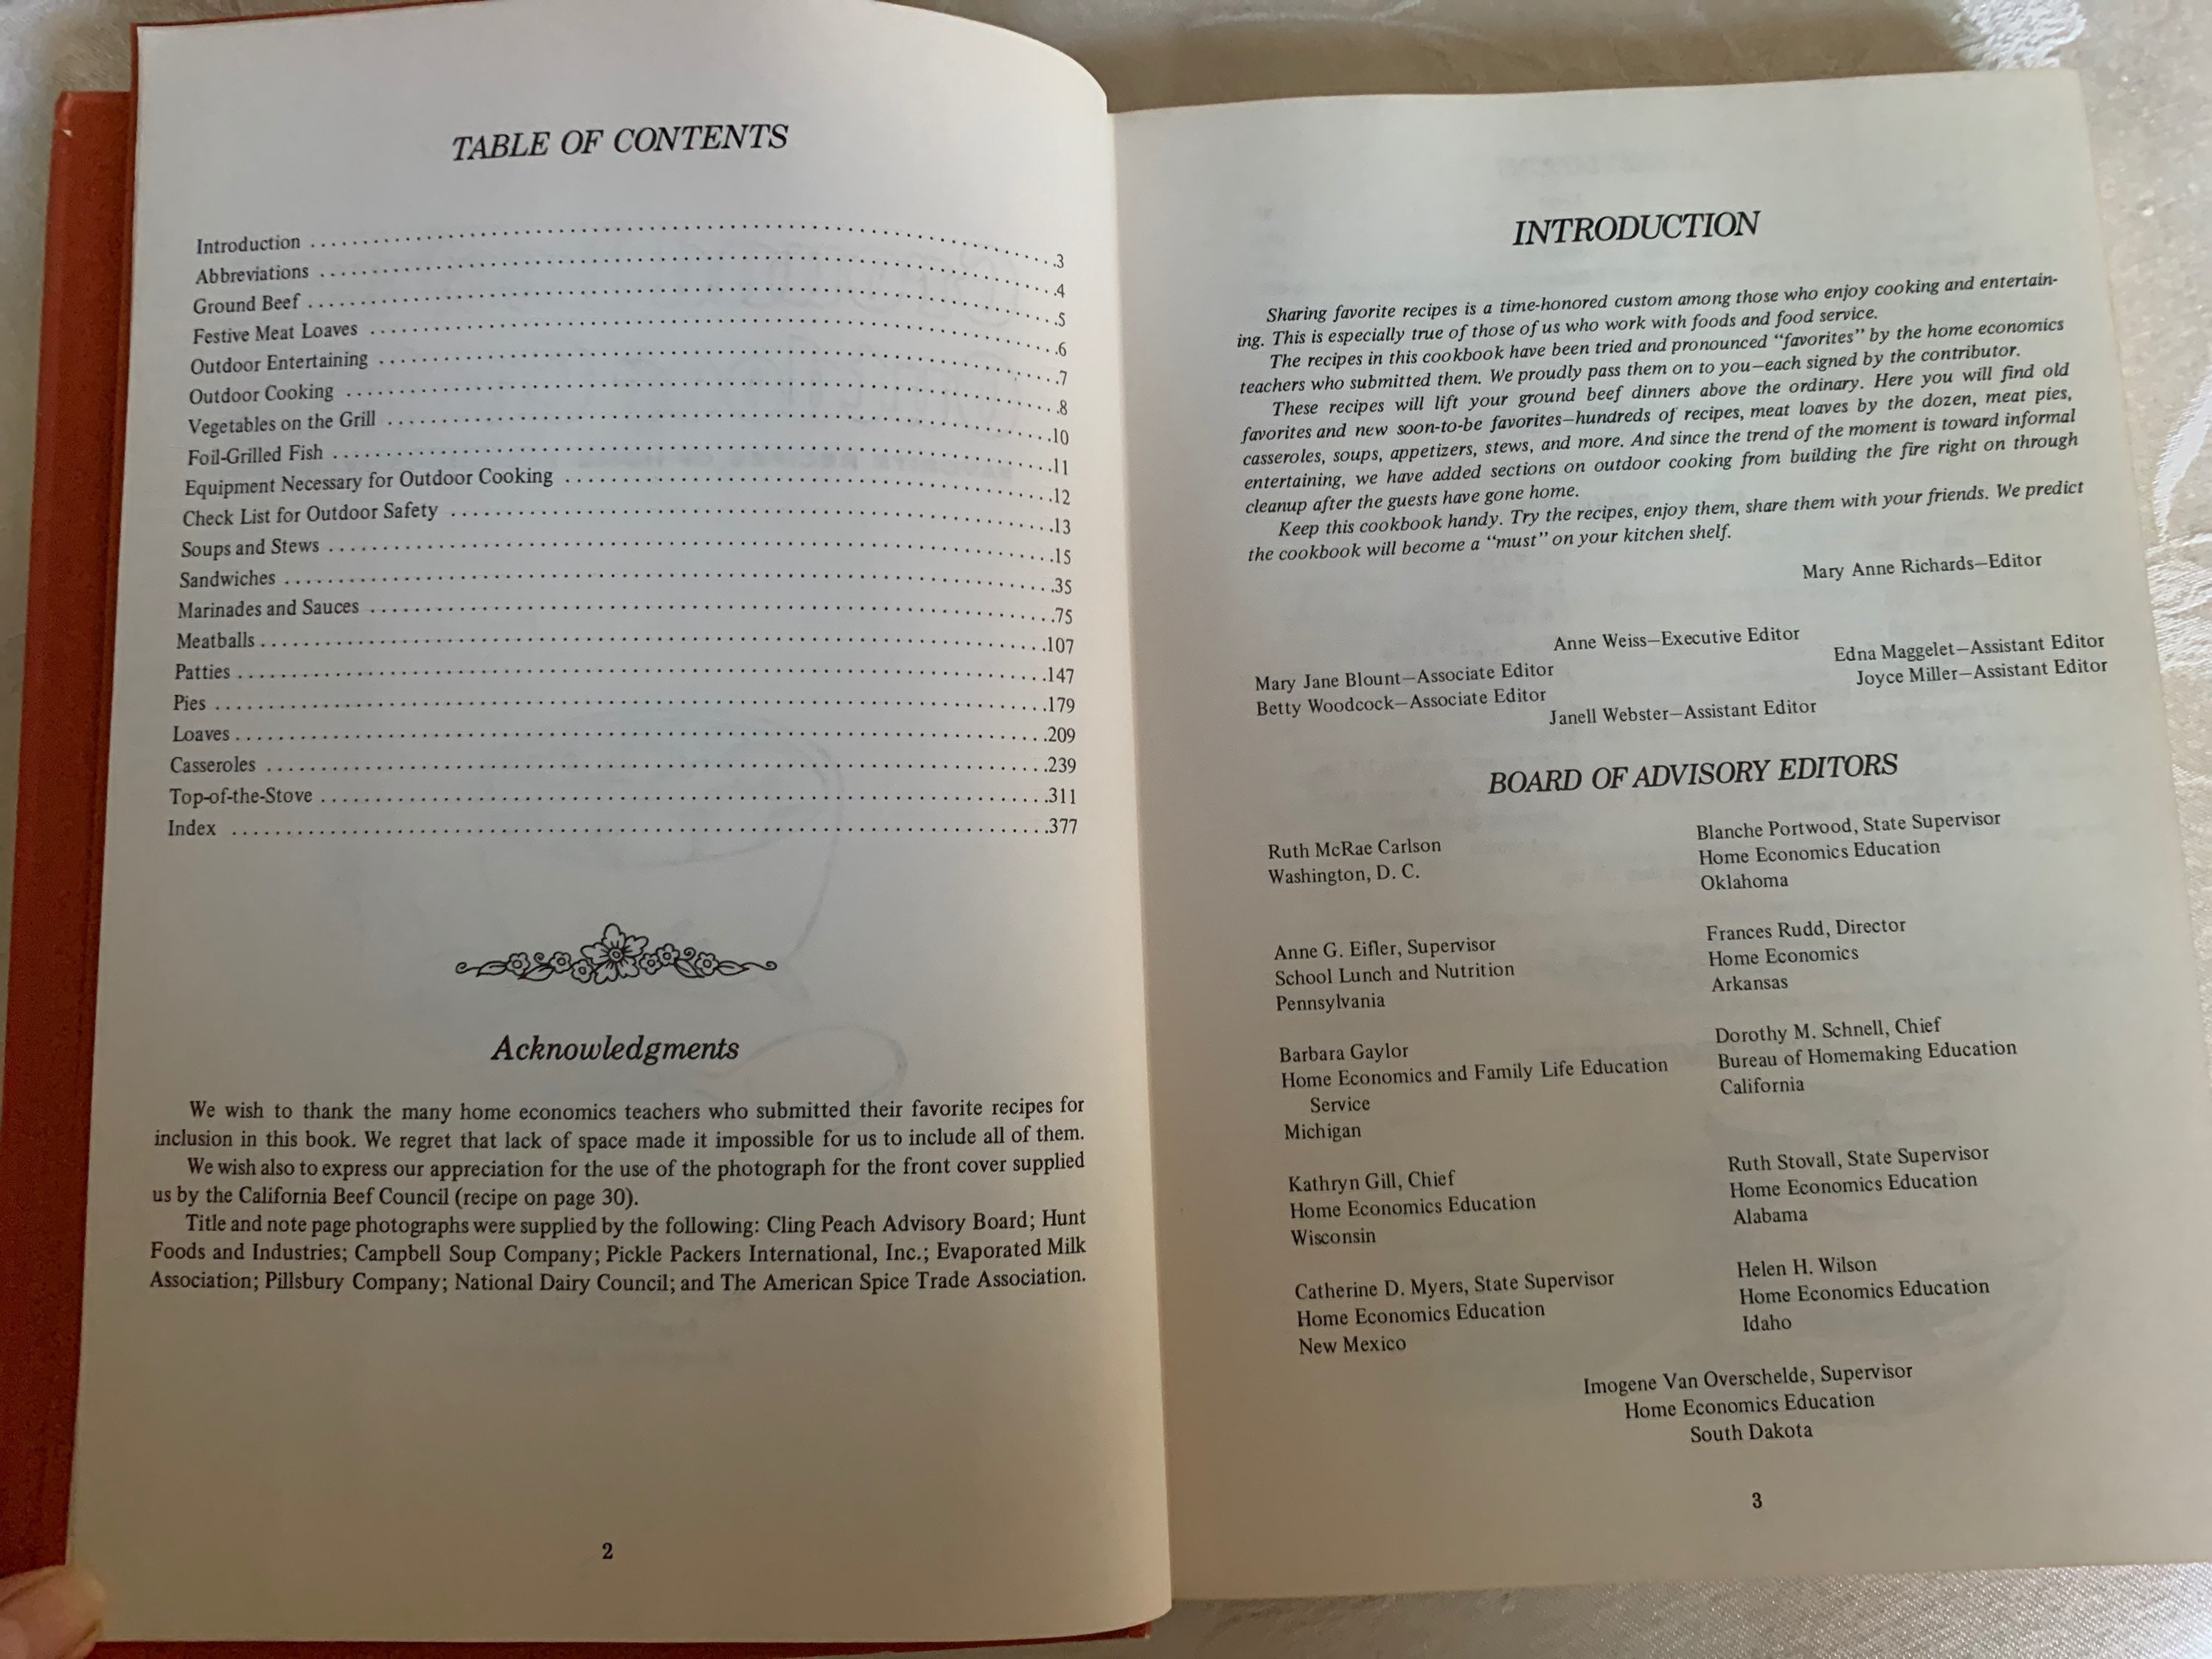 TABLE OF CONTENTS
Introduction . . . . . . . . . . . . . . . . . . . . .3
Abbreviations . . . . . . . . . . . . . . . . . . . . .4
Ground Beef . . . . . . . . . . . . . . . . . . . . .5
Festive Meat Loaves . . . . . . . . . . . . . . . . . . . . .6
Outdoor Entertaining . . . . . . . . . . . . . . . . . . . . .7
Outdoor Cooking . . . . . . . . . . . . . . . . . . . . .8
Vegetables on the Grill . . . . . . . . . . . . . . . . . . . . .10
Foil-Grilled Fish . . . . . . . . . . . . . . . . . . . . .11
Equipment Necessary for Outdoor Cooking . . . . . . . . . . . . . . . . . . . . .12
Check List for Outdoor Safety . . . . . . . . . . . . . . . . . . . . .13
Soups and Stews . . . . . . . . . . . . . . . . . . . . .15
Sandwiches . . . . . . . . . . . . . . . . . . . . .35
Marinades and Sauces . . . . . . . . . . . . . . . . . . . . .75
Meatballs . . . . . . . . . . . . . . . . . . . . .107
Patties . . . . . . . . . . . . . . . . . . . . .147
Pies . . . . . . . . . . . . . . . . . . . . .179
Loaves . . . . . . . . . . . . . . . . . . . . .209
Casseroles . . . . . . . . . . . . . . . . . . . . .239
Top-of-the-Stove . . . . . . . . . . . . . . . . . . . . .311
Index . . . . . . . . . . . . . . . . . . . . .377
Acknowledgments
We wish to thank the many home economics teachers who submitted their favorite recipes for
inclusion in this book. We regret that lack of space made it impossible for us to include all of them.
We wish also to express our appreciation for the use of the photograph for the front cover supplied
us by the California Beef Council (recipe on page 30).
Title and note page photographs were supplied by the following: Cling Peach Advisory Board; Hunt
Foods and Industries; Campbell Soup Company; Pickle Packers International, Inc.; Evaporated Milk
Association; Pillsbury Company; National Dairy Council; and The American Spice Trade Association.
2
INTRODUCTION
Sharing favorite recipes is a time-honored custom among those who enjoy cooking and entertain-
ing. This is especially true of those of us who work with foods and food service.
The recipes in this cookbook have been tried and pronounced “favorites” by the home economics
teachers who submitted them. We proudly pass them on to you—each signed by the contributor.
These recipes will lift your ground beef dinners above the ordinary. Here you will find old
favorites and new soon-to-be favorites—hundreds of recipes, meat loaves by the dozen, meat pies,
casseroles, soups, appetizers, stews, and more. And since the trend of the moment is toward informal
entertaining, we have added sections on outdoor cooking from building the fire right on through
cleanup after the guests have gone home.
Keep this cookbook handy. Try the recipes, enjoy them, share them with your friends. We predict
the cookbook will become a “must” on your kitchen shelf.
Mary Anne Richards—Editor
Anne Weiss—Executive Editor
Mary Jane Blount—Associate Editor
Betty Woodcock—Associate Editor
Edna Maggelet—Assistant Editor
Joyce Miller—Assistant Editor
Janell Webster—Assistant Editor
BOARD OF ADVISORY EDITORS
Ruth McRae Carlson
Washington, D. C.
Anne G. Eifler, Supervisor
School Lunch and Nutrition
Pennsylvania
Barbara Gaylor
Home Economics and Family Life Education
Service
Michigan
Kathryn Gill, Chief
Home Economics Education
Wisconsin
Catherine D. Myers, State Supervisor
Home Economics Education
New Mexico
Blanche Portwood, State Supervisor
Home Economics Education
Oklahoma
Frances Rudd, Director
Home Economics
Arkansas
Dorothy M. Schnell, Chief
Bureau of Homemaking Education
California
Ruth Stovall, State Supervisor
Home Economics Education
Alabama
Helen H. Wilson
Home Economics Education
Idaho
Imogene Van Overschelde, Supervisor
Home Economics Education
South Dakota
3